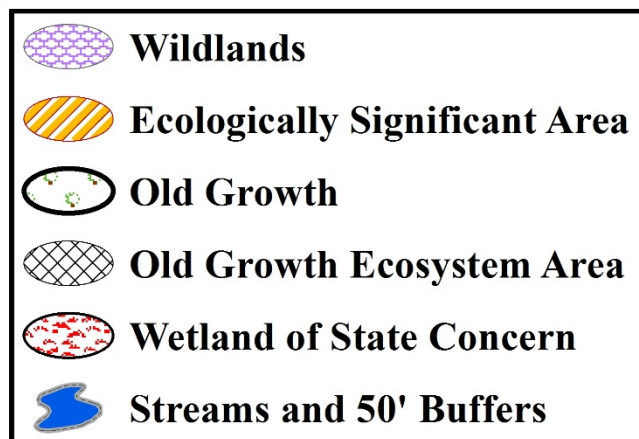 Wildlands
Ecologically Significant Area
Old Growth
Old Growth Ecosystem Area
Wetland of State Concern
Streams and 50' Buffers